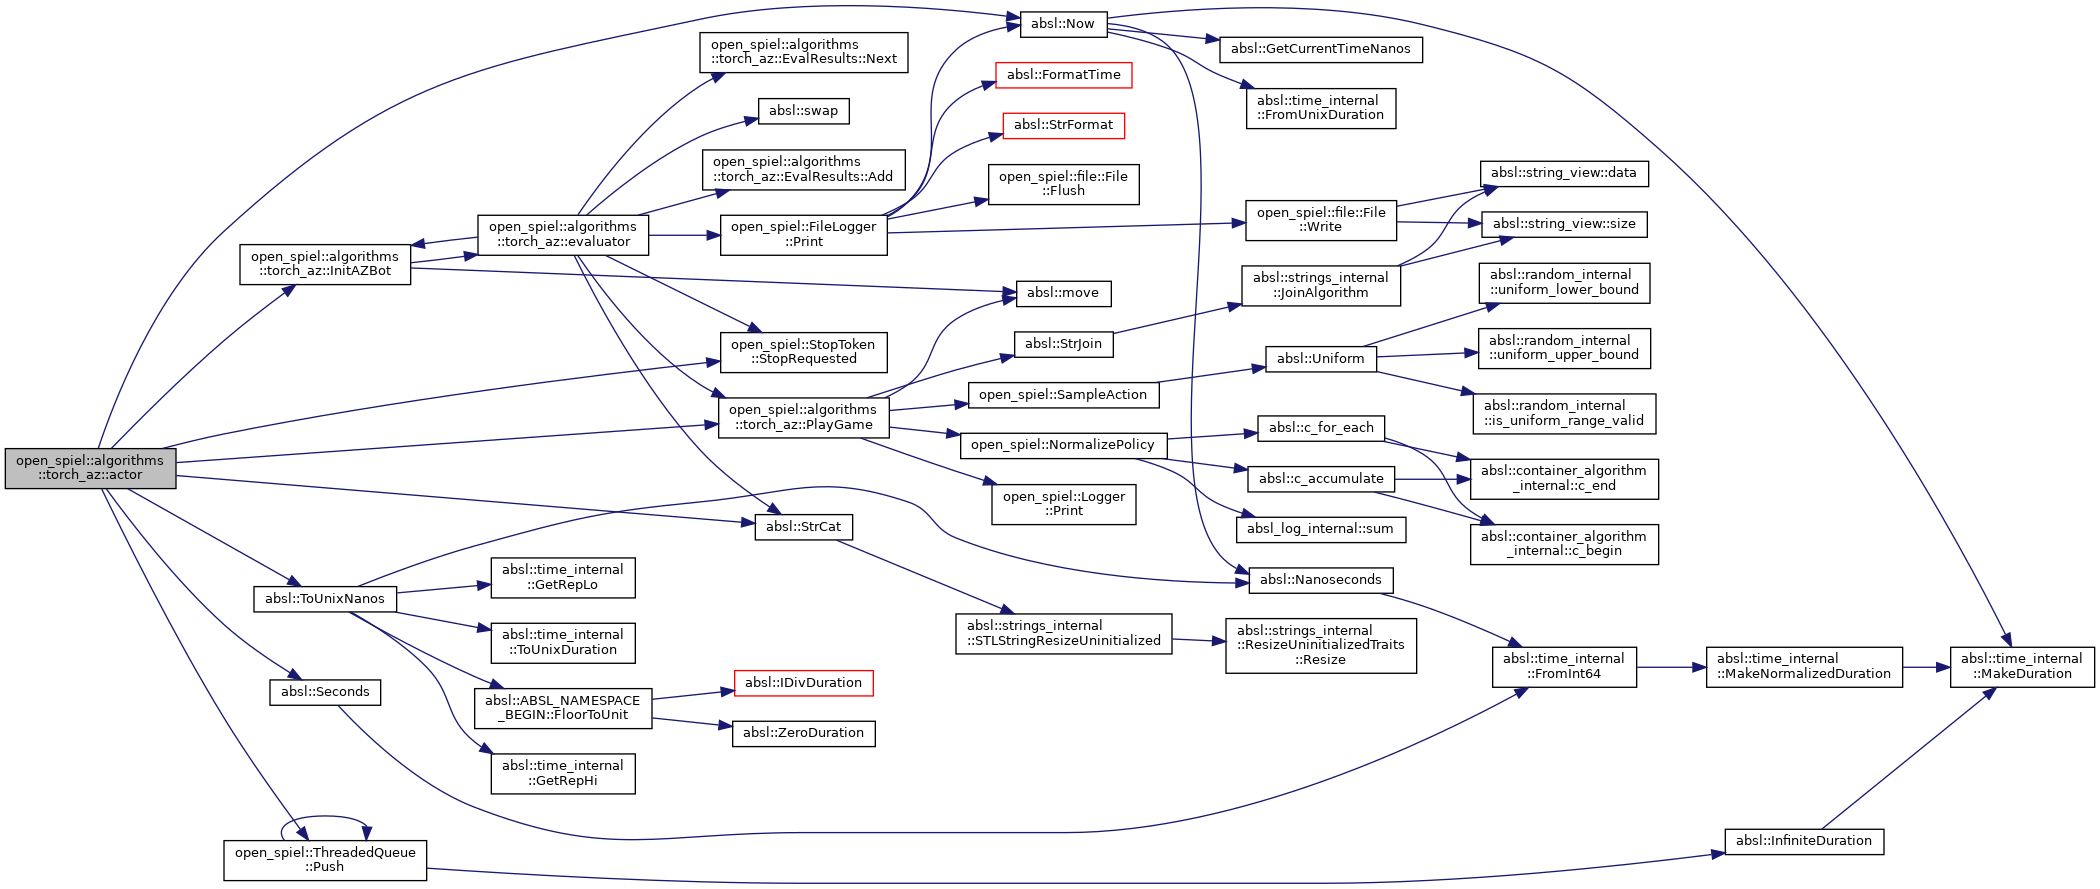 open_spiel::algorithms
::torch_az::actor
absl::Now
absl::GetCurrentTimeNanos
absl::time_internal
::FromUnixDuration
open_spiel::algorithms
::torch_az::EvalResults::Next
absl::swap
open_spiel::algorithms
::torch_az::EvalResults::Add
absl::FormatTime
absl::StrFormat
open_spiel::file::File
::Flush
open_spiel::algorithms
::torch_az::InitAZBot
open_spiel::algorithms
::torch_az::evaluator
open_spiel::FileLogger
::Print
open_spiel::file::File
::Write
absl::string_view::data
absl::string_view::size
absl::strings_internal
::JoinAlgorithm
absl::move
absl::random_internal
::uniform_lower_bound
open_spiel::StopToken
::StopRequested
absl::StrJoin
absl::Uniform
absl::random_internal
::uniform_upper_bound
open_spiel::algorithms
::torch_az::PlayGame
open_spiel::SampleAction
absl::random_internal
::is_uniform_range_valid
open_spiel::NormalizePolicy
absl::c_for_each
absl::c_accumulate
absl::container_algorithm
_internal::c_end
open_spiel::Logger
::Print
absl_log_internal::sum
absl::container_algorithm
_internal::c_begin
absl::StrCat
absl::Nanoseconds
absl::ToUnixNanos
absl::time_internal
::GetRepLo
absl::time_internal
::ToUnixDuration
absl::strings_internal
::STLStringResizeUninitialized
absl::strings_internal
::ResizeUninitializedTraits
::Resize
absl::time_internal
::FromInt64
absl::time_internal
::MakeNormalizedDuration
absl::time_internal
::MakeDuration
absl::Seconds
absl::ABSL_NAMESPACE
_BEGIN::FloorToUnit
absl::IDivDuration
absl::ZeroDuration
absl::time_internal
::GetRepHi
open_spiel::ThreadedQueue
::Push
absl::InfiniteDuration